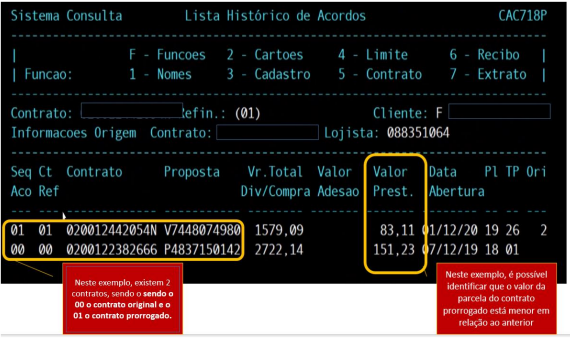 Sistema Consulta Lista Histórico de Acordos CAC718P
| F - Funcoes 2 - Cartoes 4 - Limite 6 - Recibo |
| Funcao: 1 - Nomes 3 - Cadastro 5 - Contrato 7 - Extrato |
Contrato: Refin.: (01) Cliente: F
Informacoes Origem Contrato: Lojista: 088351064
Seq Ct Contrato Proposta Vr.Total Valor Valor Data Pl TP Ori
Aco Ref Div/Compra Adesao Prest. Abertura
01 01 020012442054N V7448074980 1579,09 83,11 01/12/20 19 26 2
00 00 0200122382666 P4837150142 2722,14 151,23 07/12/19 18 01
Neste exemplo, existem 2
contratos, sendo o sendo o
00 o contrato original e o
01 o contrato prorrogado.
Neste exemplo, é possível
identificar que o valor da
parcela do contrato
prorrogado está menor em
relação ao anterior